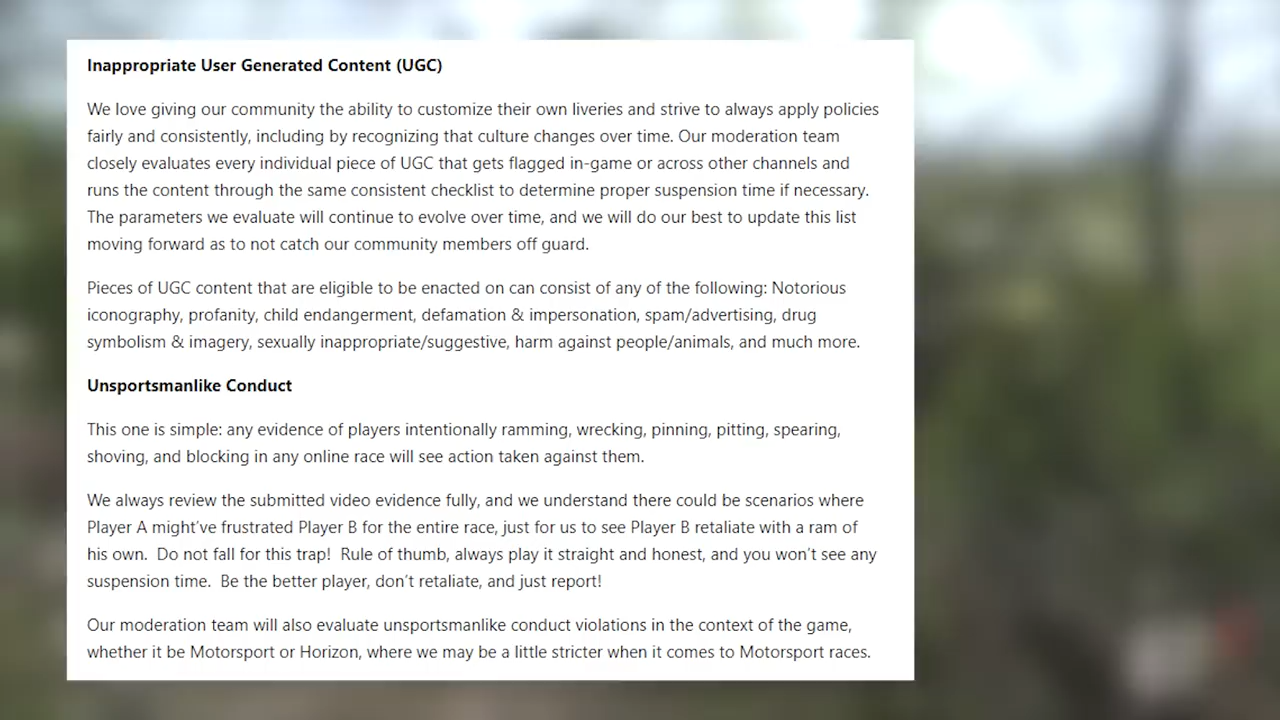 Inappropriate User Generated Content (UGC)
We love giving our community the ability to customize their own liveries and strive to always apply policies
fairly and consistently, including by recognizing that culture changes over time. Our moderation team
closely evaluates every individual piece of UGC that gets flagged in-game or across other channels and
runs the content through the same consistent checklist to determine proper suspension time if necessary.
The parameters we evaluate will continue to evolve over time, and we will do our best to update this list
moving forward as to not catch our community members off guard.
Pieces of UGC content that are eligible to be enacted on can consist of any of the following: Notorious
iconography, profanity, child endangerment, defamation & impersonation, spam/advertising, drug
symbolism & imagery, sexually inappropriate/suggestive, harm against people/animals, and much more.
Unsportsmanlike Conduct
This one is simple: any evidence of players intentionally ramming, wrecking, pinning, pitting, spearing,
shoving, and blocking in any online race will see action taken against them.
We always review the submitted video evidence fully, and we understand there could be scenarios where
Player A might've frustrated Player B for the entire race, just for us to see Player B retaliate with a ram of
his own.  Do not fall for this trap!  Rule of thumb, always play it straight and honest, and you won't see any
suspension time.  Be the better player, don't retaliate, and just report!
Our moderation team will also evaluate unsportsmanlike conduct violations in the context of the game,
whether it be Motorsport or Horizon, where we may be a little stricter when it comes to Motorsport races.